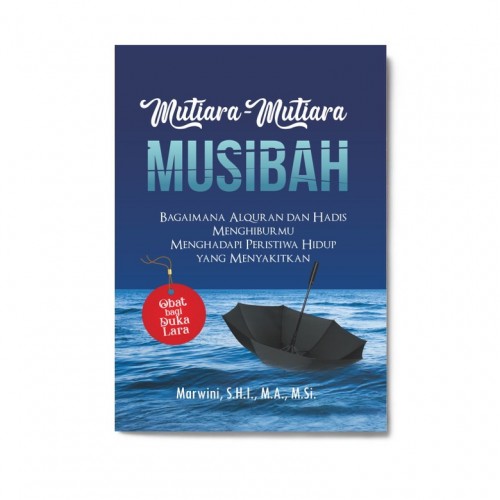 Mutiara-Mutiara
MUSIBAH
BAGAIMANA ALQURAN DAN HADIS
MENGHIBURMU
MENGHADAPI PERISTIWA HIDUP
YANG MENYAKITKAN
Obat
bagi
Duka
Lara
Marwini, S.H.I., M.A., M.Si.